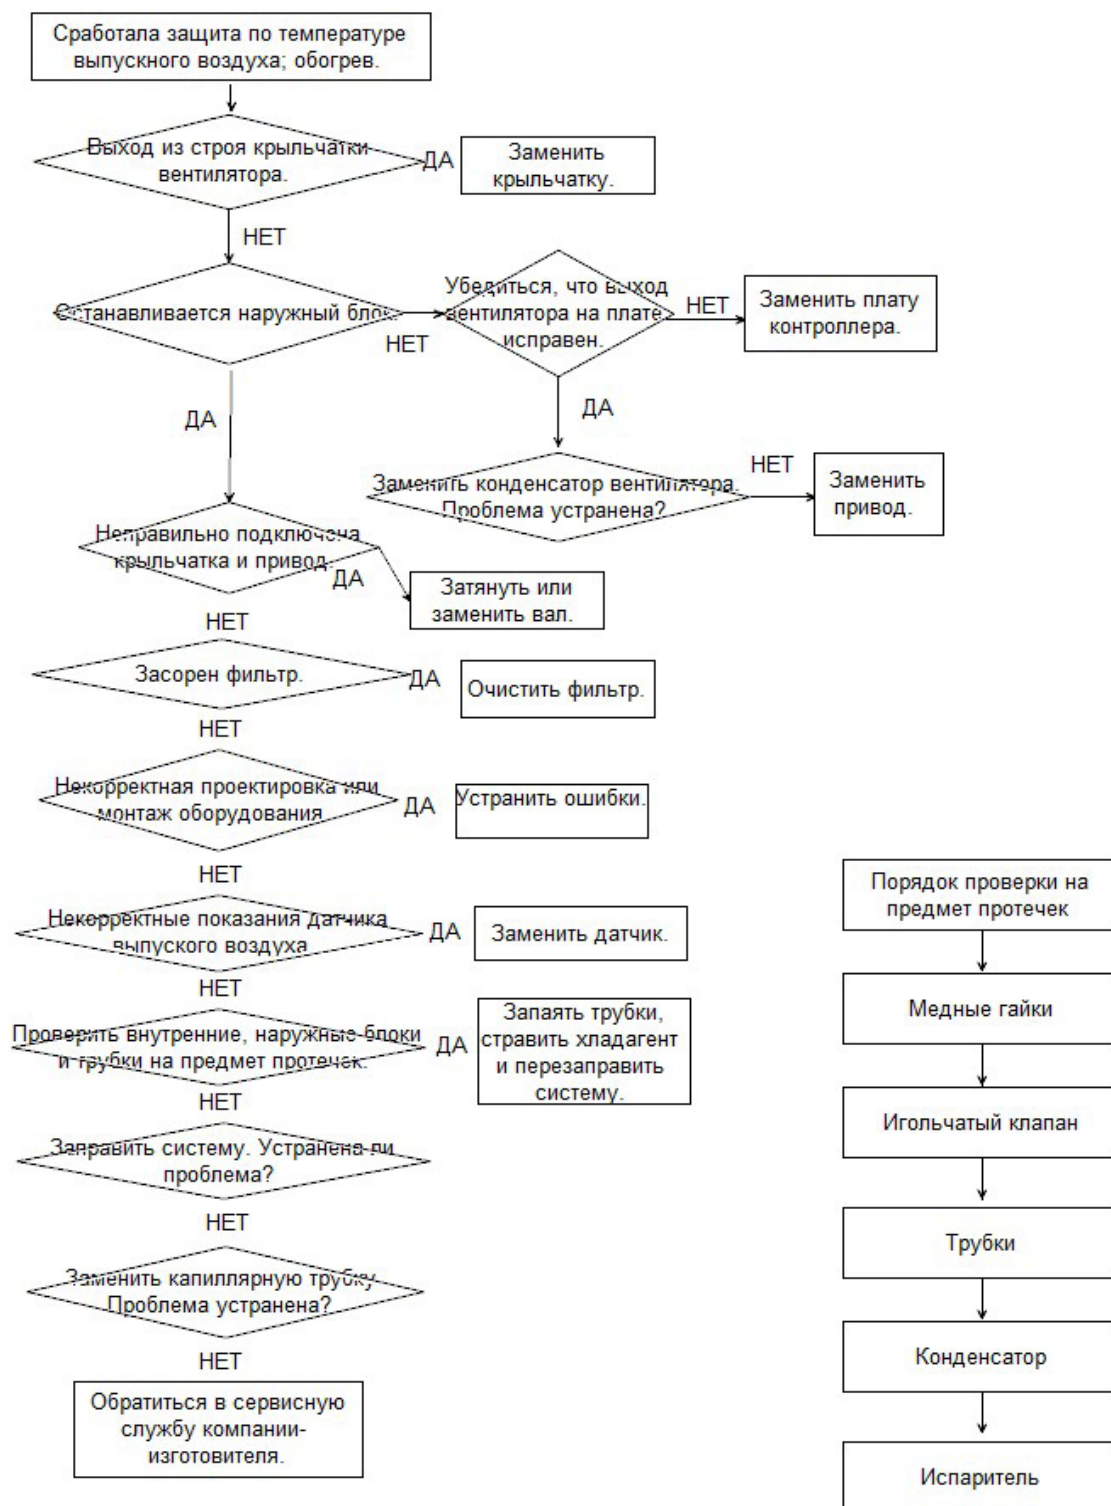 Сработала защита по температуре
выпускного воздуха; обогрев.
Выход из строя крыльчатки
вентилятора.
ДА
Заменить
крыльчатку.
НЕТ
Останавливается наружный блок
НЕТ
Убедиться, что выход
вентилятора на плате
исправен.
НЕТ
Заменить плату
контроллера.
ДА
ДА
Заменить конденсатор вентилятора.
Проблема устранена?
НЕТ
Заменить
привод.
Неправильно подключена
крыльчатка и привод.
ДА
Затянуть или
заменить вал.
НЕТ
Засорен фильтр.
ДА
Очистить фильтр.
НЕТ
Некорректная проектировка или
монтаж оборудования
ДА
Устранить ошибки.
НЕТ
Некорректные показания датчика
выпуского воздуха
ДА
Заменить датчик.
НЕТ
Проверить внутренние, наружные блоки
и трубки на предмет протечек.
ДА
Запаять трубки,
стравить хладагент
и перезаправить
систему.
НЕТ
Заправить систему. Устранена ли
проблема?
НЕТ
Заменить капиллярную трубку
Проблема устранена?
НЕТ
Обратиться в сервисную
службу компании-
изготовителя.
Порядок проверки на
предмет протечек
Медные гайки
Игольчатый клапан
Трубки
Конденсатор
Испаритель